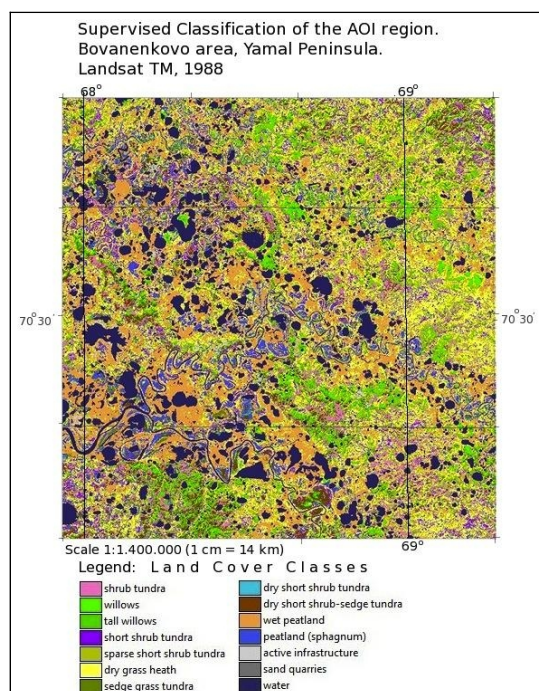 Supervised Classification of the AOI region.
Bovanenkovo area, Yamal Peninsula.
Landsat TM, 1988
68° 69°
70° 30' 70° 30'
69°
Scale 1:1.400.000 (1 cm = 14 km)
Legend: Land Cover Classes
shrub tundra
willows
tall willows
short shrub tundra
sparse short shrub tundra
dry grass heath
sedge grass tundra
dry short shrub tundra
dry short shrub-sedge tundra
wet peatland
peatland (sphagnum)
active infrastructure
sand quarries
water